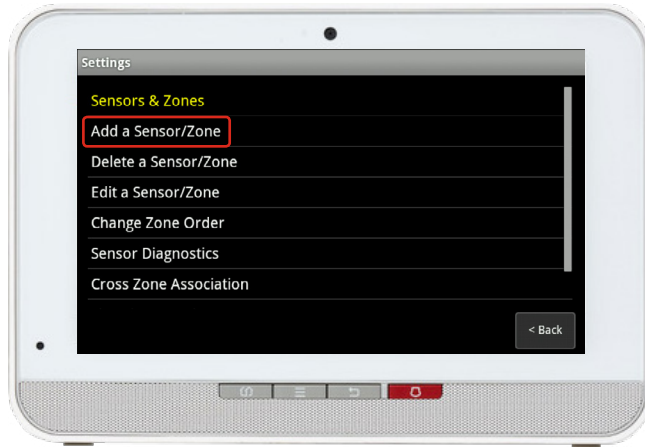 Settings
Sensors & Zones
Add a Sensor/Zone
Delete a Sensor/Zone
Edit a Sensor/Zone
Change Zone Order
Sensor Diagnostics
Cross Zone Association
< Back